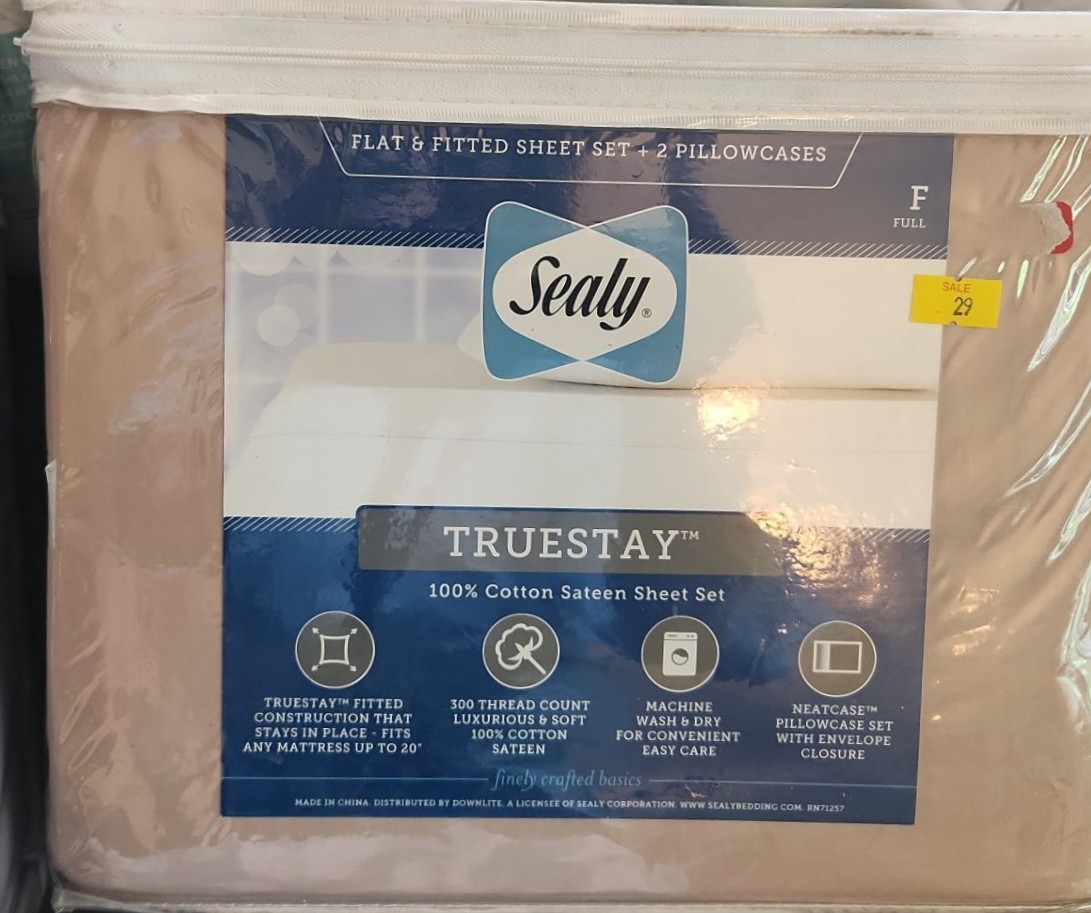 FLAT & FITTED SHEET SET + 2 PILLOWCASES
F
FULL
Sealy®
SALE
29
TRUESTAY™
100% Cotton Sateen Sheet Set
TRUESTAY™ FITTED
CONSTRUCTION THAT
STAYS IN PLACE - FITS
ANY MATTRESS UP TO 20"
300 THREAD COUNT
LUXURIOUS & SOFT
100% COTTON
SATEEN
MACHINE
WASH & DRY
FOR CONVENIENT
EASY CARE
NEATCASE™
PILLOWCASE SET
WITH ENVELOPE
CLOSURE
finely crafted basics
MADE IN CHINA. DISTRIBUTED BY DOWNLITE, A LICENSEE OF SEALY CORPORATION. WWW.SEALYBEDDING.COM. RN71257